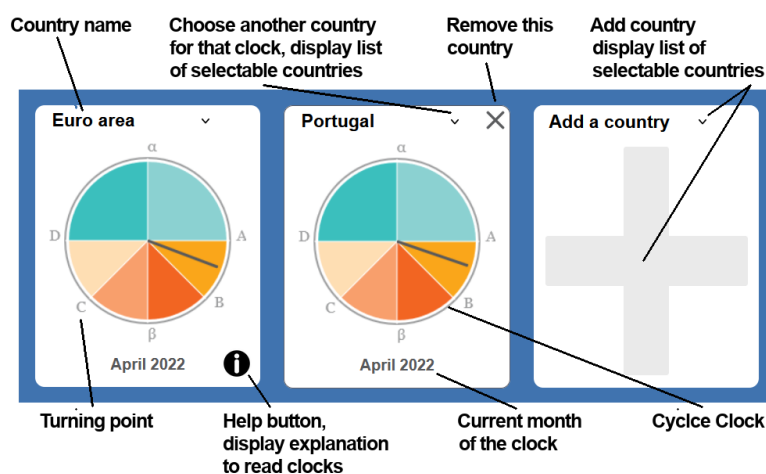 Country name
Choose another country
for that clock, display list
of selectable countries
Remove this
country
Add country
display list of
selectable countries
Euro area
Portugal
Add a country
α
D
A
C
B
β
April 2022
α
D
A
C
B
β
April 2022
Turning point
Help button,
display explanation
to read clocks
Current month
of the clock
Cyclce Clock